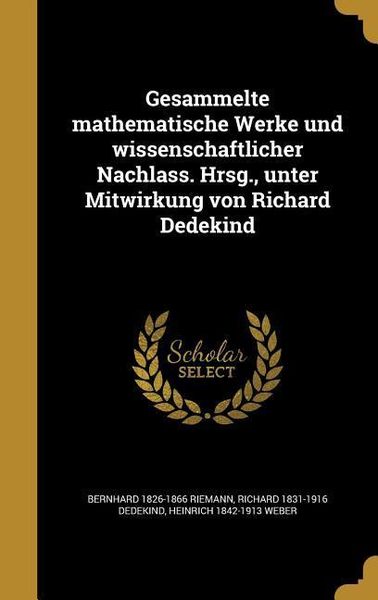 Gesammelte
mathematische Werke und
wissenschaftlicher
Nachlass. Hrsg., unter
Mitwirkung von Richard
Dedekind
Scholar
SELECT
BERNHARD 1826-1866 RIEMANN, RICHARD 1831-1916
DEDEKIND, HEINRICH 1842-1913 WEBER